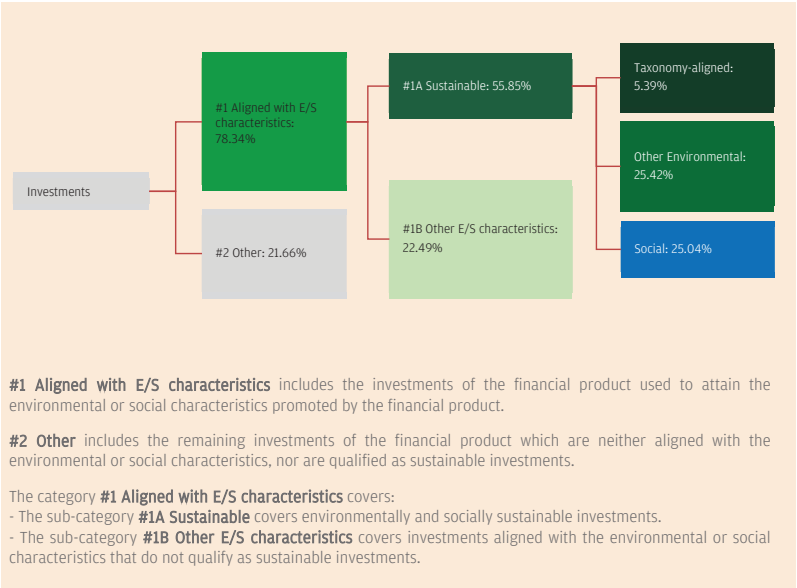 Investments
#1 Aligned with E/S
characteristics:
78.34%
#2 Other: 21.66%
#1A Sustainable: 55.85%
#1B Other E/S characteristics:
22.49%
Taxonomy-aligned:
5.39%
Other Environmental:
25.42%
Social: 25.04%
#1 Aligned with E/S characteristics includes the investments of the financial product used to attain the
environmental or social characteristics promoted by the financial product.
#2 Other includes the remaining investments of the financial product which are neither aligned with the
environmental or social characteristics, nor are qualified as sustainable investments.
The category #1 Aligned with E/S characteristics covers:
- The sub-category #1A Sustainable covers environmentally and socially sustainable investments.
- The sub-category #1B Other E/S characteristics covers investments aligned with the environmental or social
characteristics that do not qualify as sustainable investments.